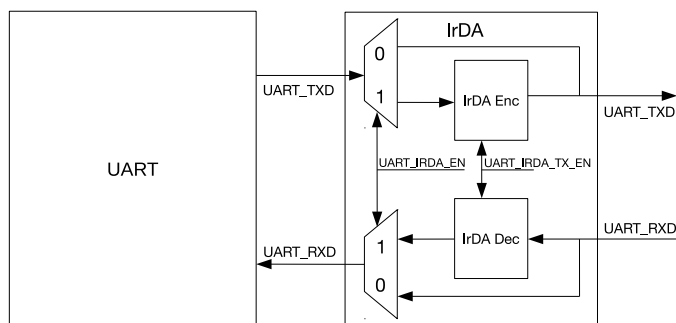 IrDA
0
UART_TXD
1
IrDA Enc
UART_TXD
UART_IRDA_EN
UART_IRDA_TX_EN
UART
UART_RXD
1
IrDA Dec
UART_RXD
0